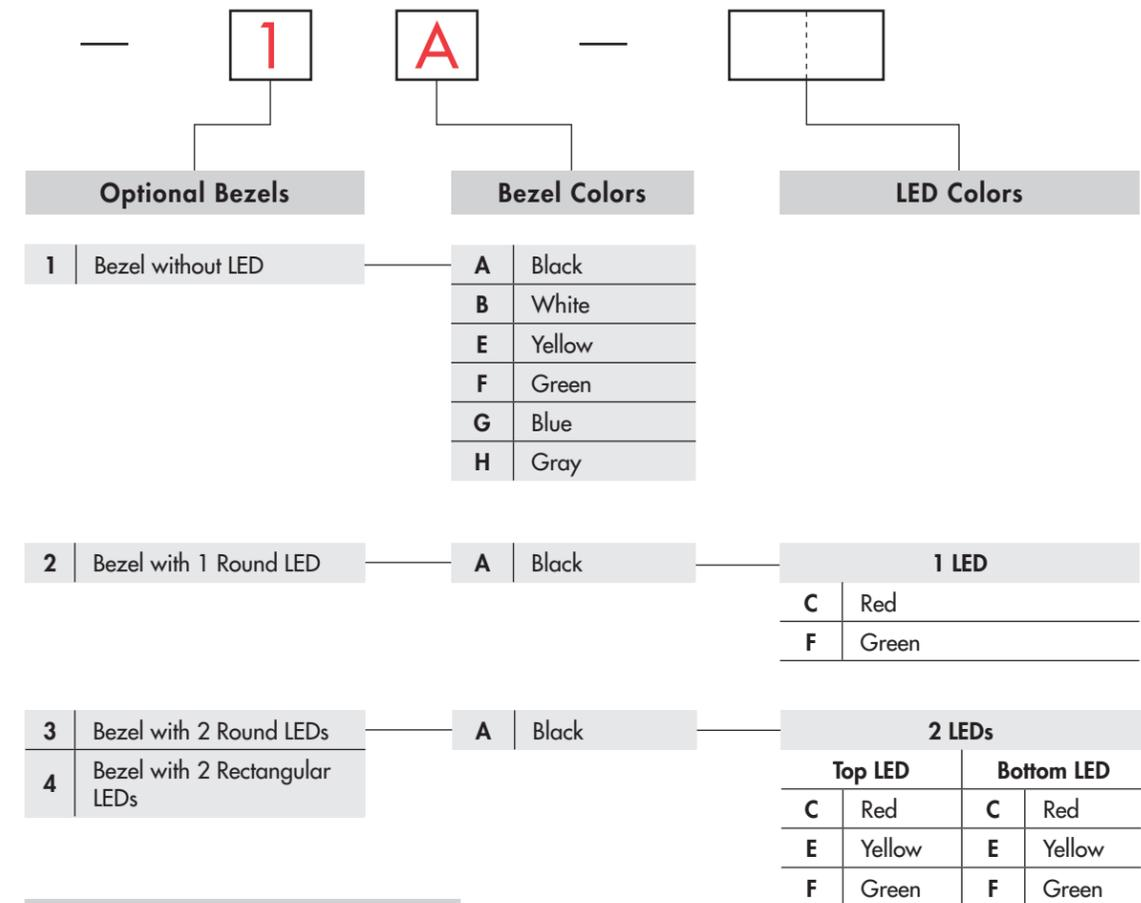 — 1 A —
Optional Bezels Bezel Colors LED Colors
1 Bezel without LED A Black
B White
E Yellow
F Green
G Blue
H Gray
2 Bezel with 1 Round LED A Black 1 LED
C Red
F Green
3 Bezel with 2 Round LEDs A Black 2 LEDs
4 Bezel with 2 Rectangular
LEDs
Top LED Bottom LED
C Red C Red
E Yellow E Yellow
F Green F Green